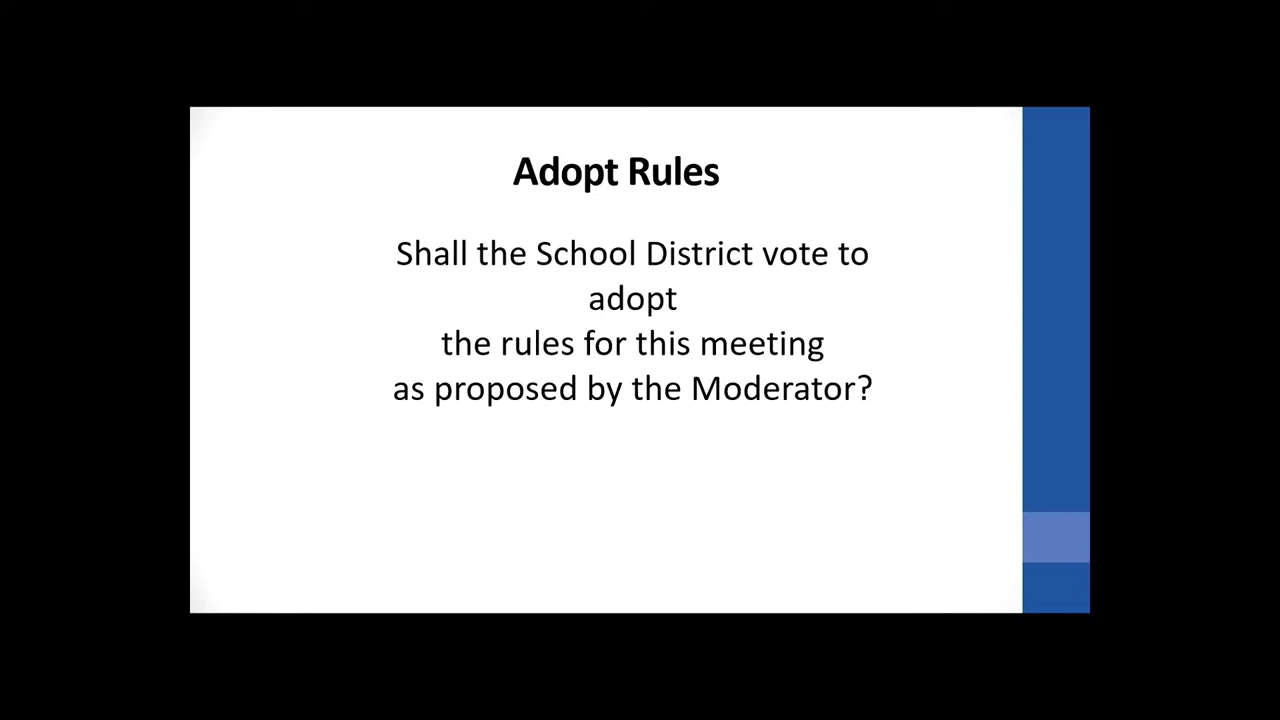 Adopt Rules
Shall the School District vote to
adopt
the rules for this meeting
as proposed by the Moderator?